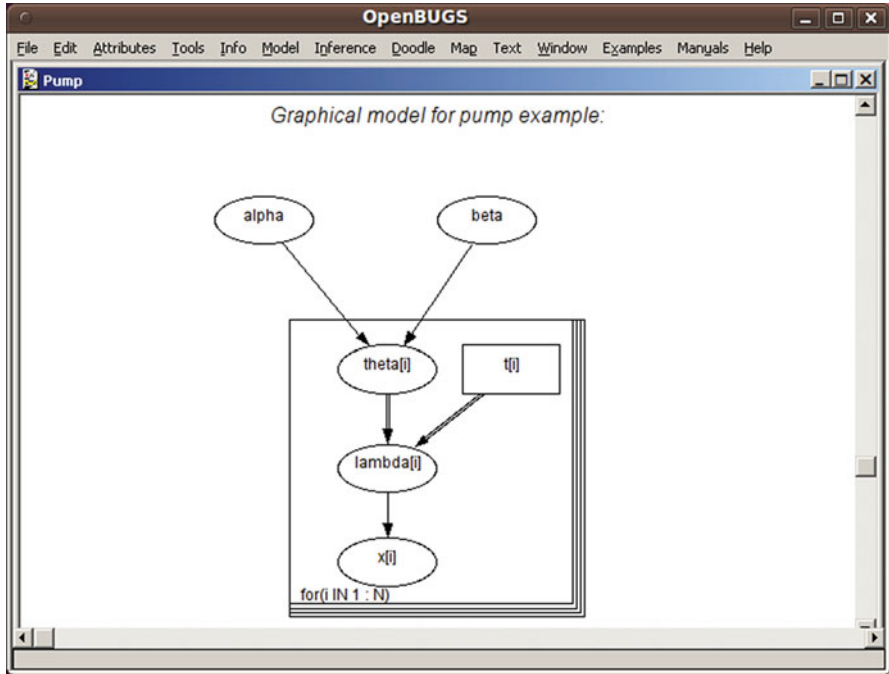 OpenBUGS
File Edit Attributes Tools Info Model Inference Doodle Map Text Window Examples Manuals Help
Pump
Graphical model for pump example:
alpha beta
theta[i] t[i]
lambda[i]
x[i]
for(i IN 1 : N)